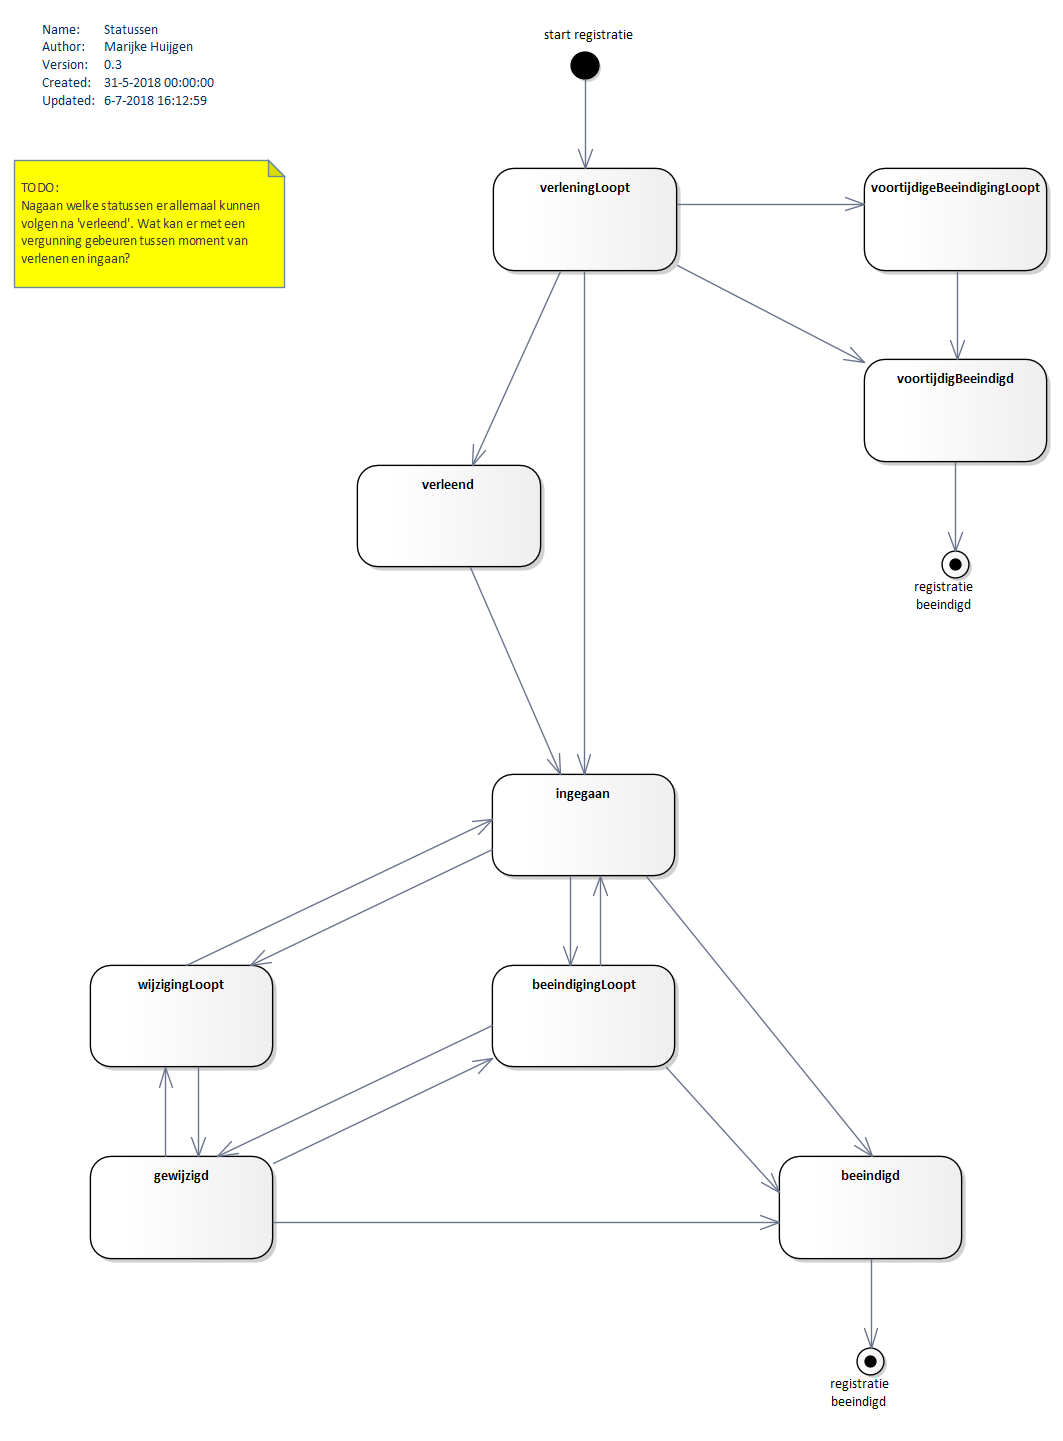 Name: Statussen
Author: Marijke Huijgen
Version: 0.3
Created: 31-5-2018 00:00:00
Updated: 6-7-2018 16:12:59
start registratie
TODO:
Nagaan welke statussen er allemaal kunnen
volgen na 'verleend'. Wat kan er met een
vergunning gebeuren tussen moment van
verlenen en ingaan?
verleningLoopt
voortijdigeBeeindigingLoopt
voortijdigBeeindigd
verleend
registratie
beeindigd
ingegaan
wijzigingLoopt
beeindigingLoopt
gewijzigd
beeindigd
registratie
beeindigd